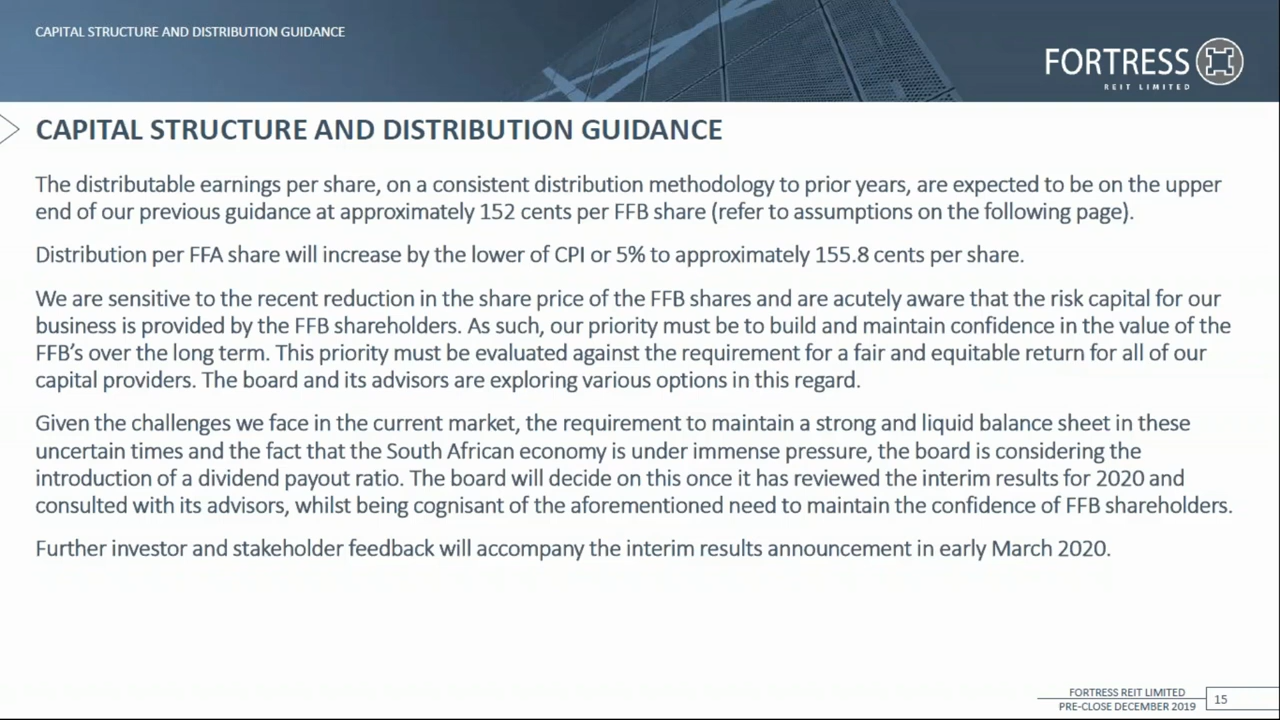 CAPITAL STRUCTURE AND DISTRIBUTION GUIDANCE
FORTRESS
REIT LIMITED
CAPITAL STRUCTURE AND DISTRIBUTION GUIDANCE
The distributable earnings per share, on a consistent distribution methodology to prior years, are expected to be on the upper
end of our previous guidance at approximately 152 cents per FFB share (refer to assumptions on the following page).
Distribution per FFA share will increase by the lower of CPI or 5% to approximately 155.8 cents per share.
We are sensitive to the recent reduction in the share price of the FFB shares and are acutely aware that the risk capital for our
business is provided by the FFB shareholders. As such, our priority must be to build and maintain confidence in the value of the
FFB’s over the long term. This priority must be evaluated against the requirement for a fair and equitable return for all of our
capital providers. The board and its advisors are exploring various options in this regard.
Given the challenges we face in the current market, the requirement to maintain a strong and liquid balance sheet in these
uncertain times and the fact that the South African economy is under immense pressure, the board is considering the
introduction of a dividend payout ratio. The board will decide on this once it has reviewed the interim results for 2020 and
consulted with its advisors, whilst being cognisant of the aforementioned need to maintain the confidence of FFB shareholders.
Further investor and stakeholder feedback will accompany the interim results announcement in early March 2020.
FORTRESS REIT LIMITED
PRE-CLOSE DECEMBER 2019
15